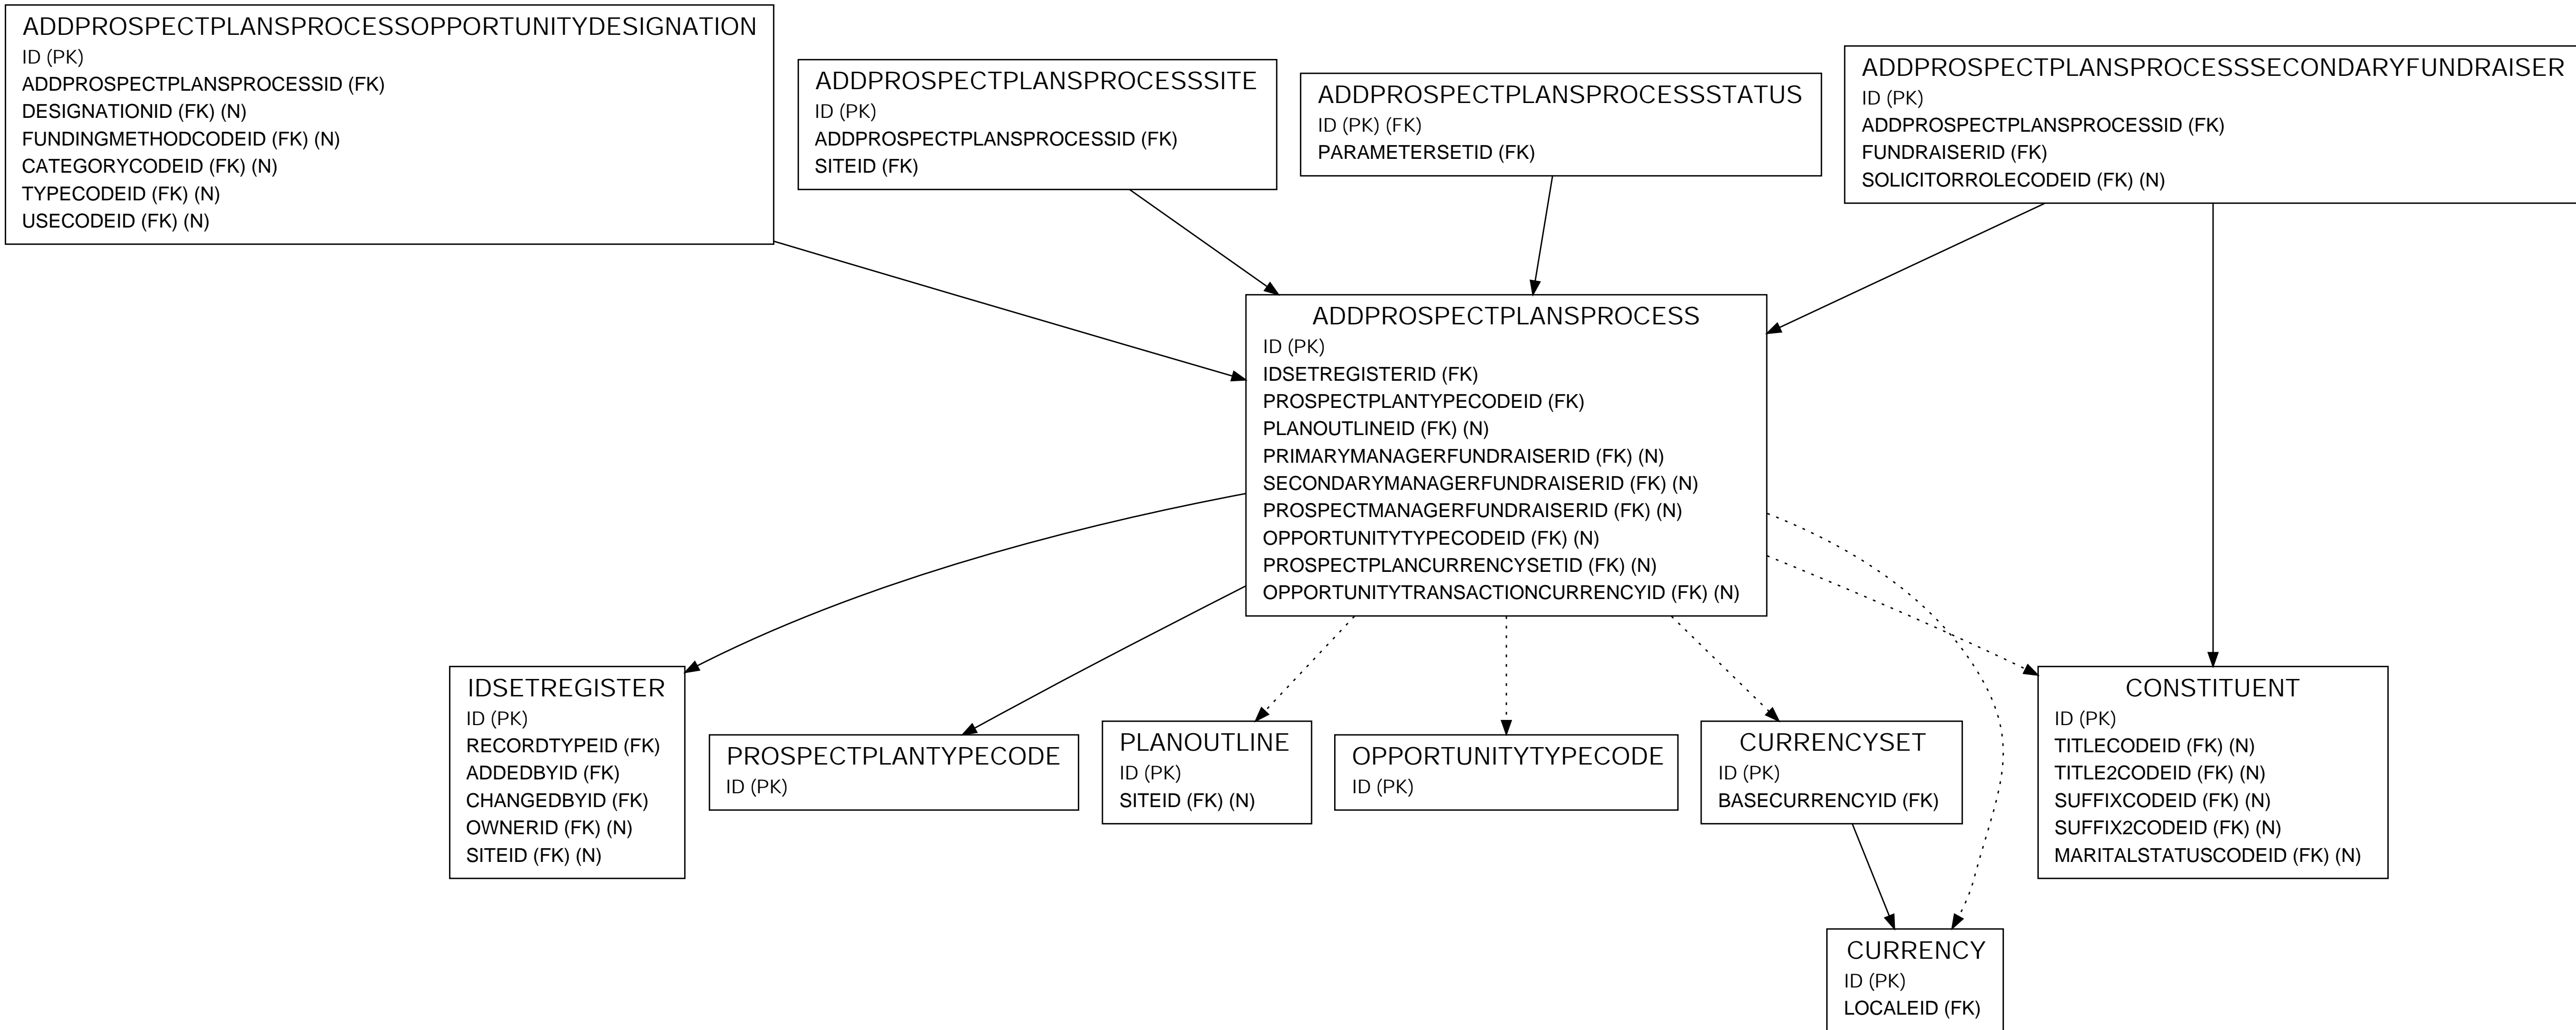 ADDPROSPECTPLANSPROCESSOPPORTUNITYDESIGNATION
ID (PK)
ADDPROSPECTPLANSPROCESSID (FK)
DESIGNATIONID (FK) (N)
FUNDINGMETHODCODEID (FK) (N)
CATEGORYCODEID (FK) (N)
TYPECODEID (FK) (N)
USECODEID (FK) (N)
ADDPROSPECTPLANSPROCESSSITE
ID (PK)
ADDPROSPECTPLANSPROCESSID (FK)
SITEID (FK)
ADDPROSPECTPLANSPROCESSSTATUS
ID (PK) (FK)
PARAMETERSETID (FK)
ADDPROSPECTPLANSPROCESSSECONDARYFUNDRAISER
ID (PK)
ADDPROSPECTPLANSPROCESSID (FK)
FUNDRAISERID (FK)
SOLICITORROLECODEID (FK) (N)
ADDPROSPECTPLANSPROCESS
ID (PK)
IDSETREGISTERID (FK)
PROSPECTPLANTYPECODEID (FK)
PLANOUTLINEID (FK) (N)
PRIMARYMANAGERFUNDRAISERID (FK) (N)
SECONDARYMANAGERFUNDRAISERID (FK) (N)
PROSPECTMANAGERFUNDRAISERID (FK) (N)
OPPORTUNITYTYPECODEID (FK) (N)
PROSPECTPLANCURRENCYSETID (FK) (N)
OPPORTUNITYTRANSACTIONCURRENCYID (FK) (N)
IDSETREGISTER
ID (PK)
RECORDTYPEID (FK)
ADDEDBYID (FK)
CHANGEDBYID (FK)
OWNERID (FK) (N)
SITEID (FK) (N)
PROSPECTPLANTYPECODE
ID (PK)
PLANOUTLINE
ID (PK)
SITEID (FK) (N)
OPPORTUNITYTYPECODE
ID (PK)
CURRENCYSET
ID (PK)
BASECURRENCYID (FK)
CONSTITUENT
ID (PK)
TITLECODEID (FK) (N)
TITLE2CODEID (FK) (N)
SUFFIXCODEID (FK) (N)
SUFFIX2CODEID (FK) (N)
MARITALSTATUSCODEID (FK) (N)
CURRENCY
ID (PK)
LOCALEID (FK)